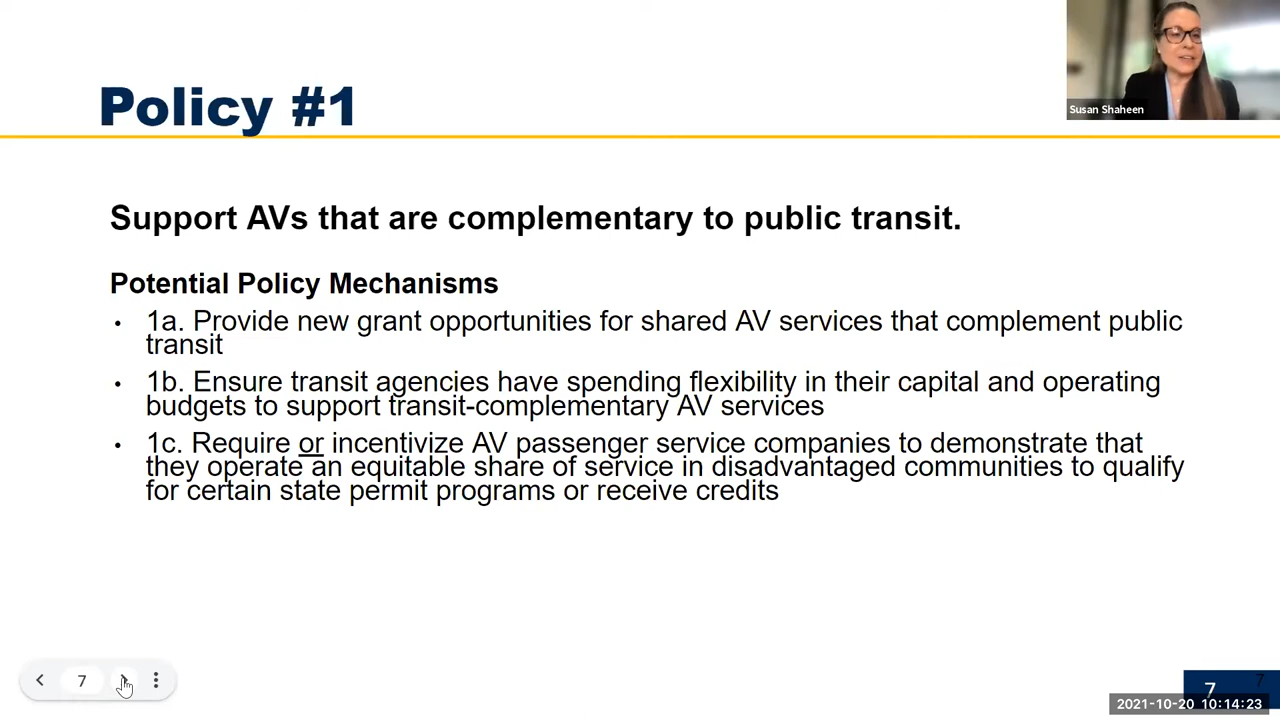 Susan Shaheen
Policy #1
Support AVs that are complementary to public transit.
Potential Policy Mechanisms
• 1a. Provide new grant opportunities for shared AV services that complement public
transit
• 1b. Ensure transit agencies have spending flexibility in their capital and operating
budgets to support transit-complementary AV services
• 1c. Require or incentivize AV passenger service companies to demonstrate that
they operate an equitable share of service in disadvantaged communities to qualify
for certain state permit programs or receive credits
7
7
7
2021-10-20 10:14:23